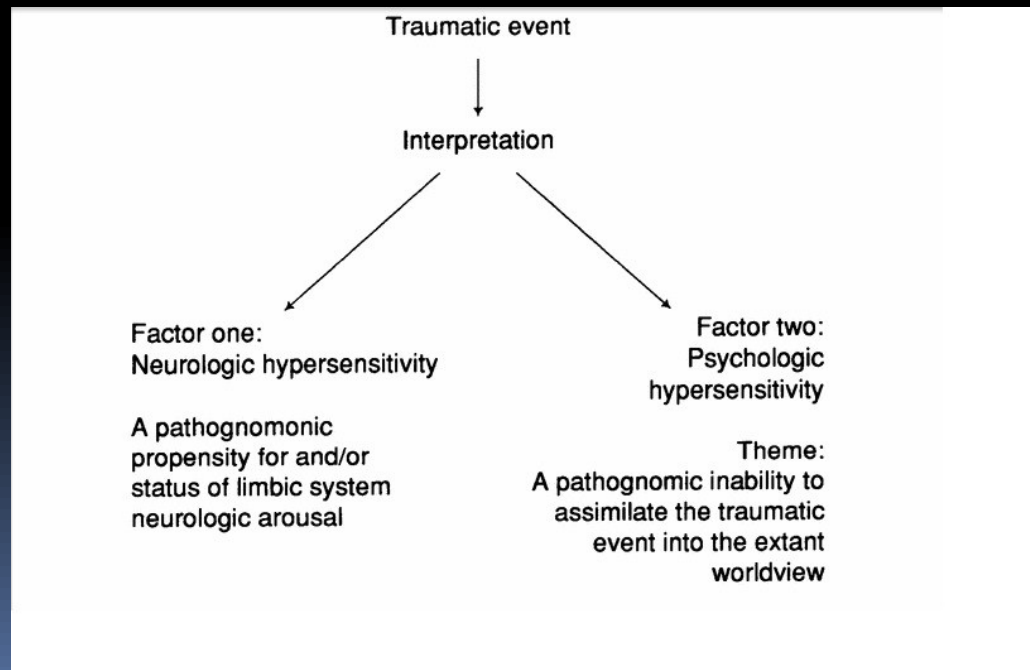 Traumatic event
Interpretation
Factor one:
Neurologic hypersensitivity
A pathognomonic
propensity for and/or
status of limbic system
neurologic arousal
Factor two:
Psychologic
hypersensitivity
Theme:
A pathognomic inability to
assimilate the traumatic
event into the extant
worldview